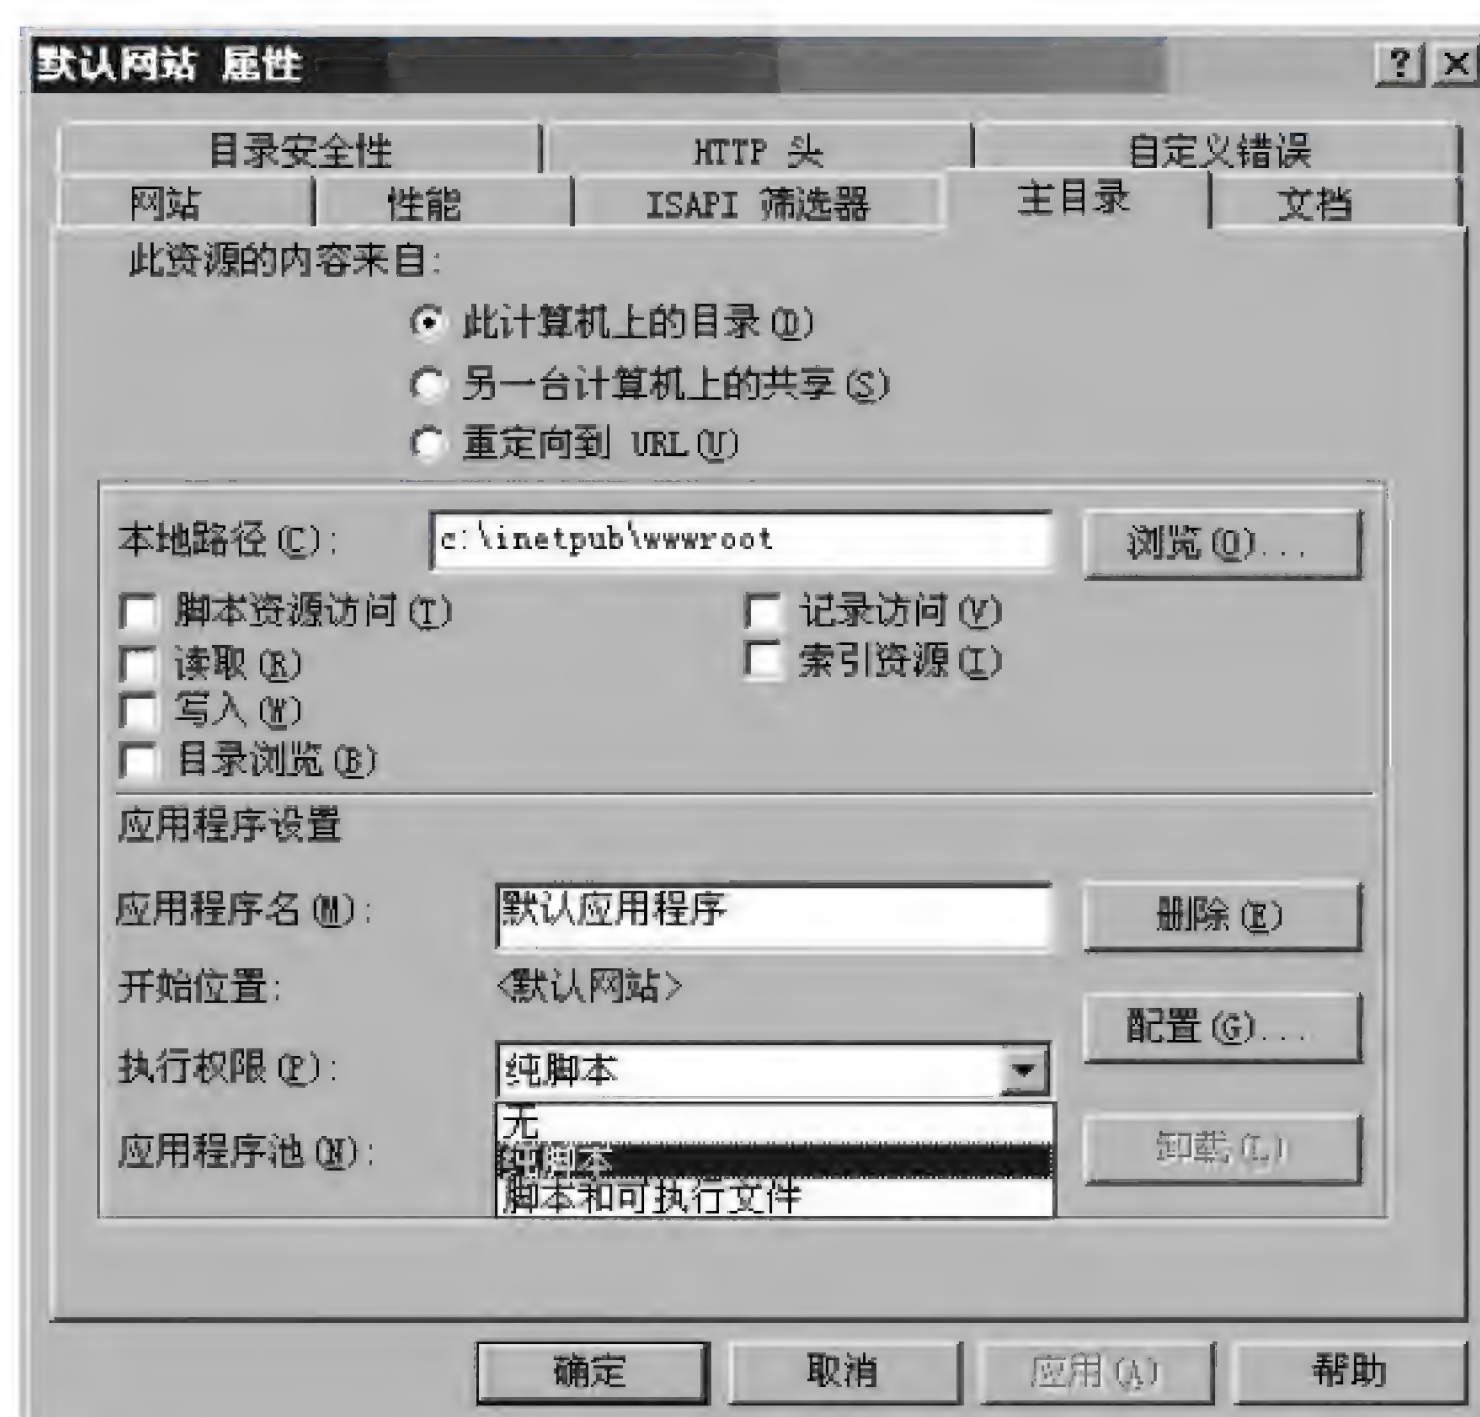 默认网站 属性
? ×
目录安全性 HTTP 头 自定义错误
网站 性能 ISAPI 筛选器 主目录 文档
此资源的内容来自:
此计算机上的目录(D)
另一台计算机上的共享(S)
重定向到 URL(U)
本地路径(C): c:\inetpub\wwwroot 浏览(O)...
脚本资源访问(T) 记录访问(V)
读取(R) 索引资源(I)
写入(W)
目录浏览(B)
应用程序设置
应用程序名(M): 默认应用程序 删除(E)
开始位置: <默认网站>
配置(G)...
执行权限(P): 纯脚本
无
应用程序池(N): 纯脚本 卸载(L)
脚本和可执行文件
确定 取消 应用(A) 帮助